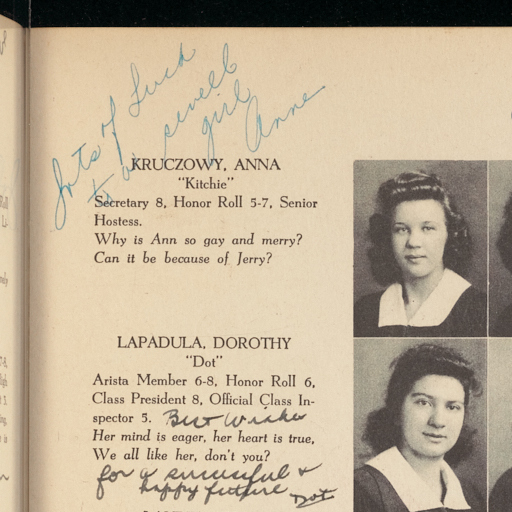 Lots of Luck
to a swell
girl
Anne
KRUCZOWY, ANNA
"Kitchie"
Secretary 8, Honor Roll 5-7, Senior
Hostess.
Why is Ann so gay and merry?
Can it be because of Jerry?
LAPADULA, DOROTHY
"Dot"
Arista Member 6-8, Honor Roll 6,
Class President 8, Official Class In-
spector 5. Best Wishes
Her mind is eager, her heart is true,
We all like her, don't you?
for a successful &
happy future Dot